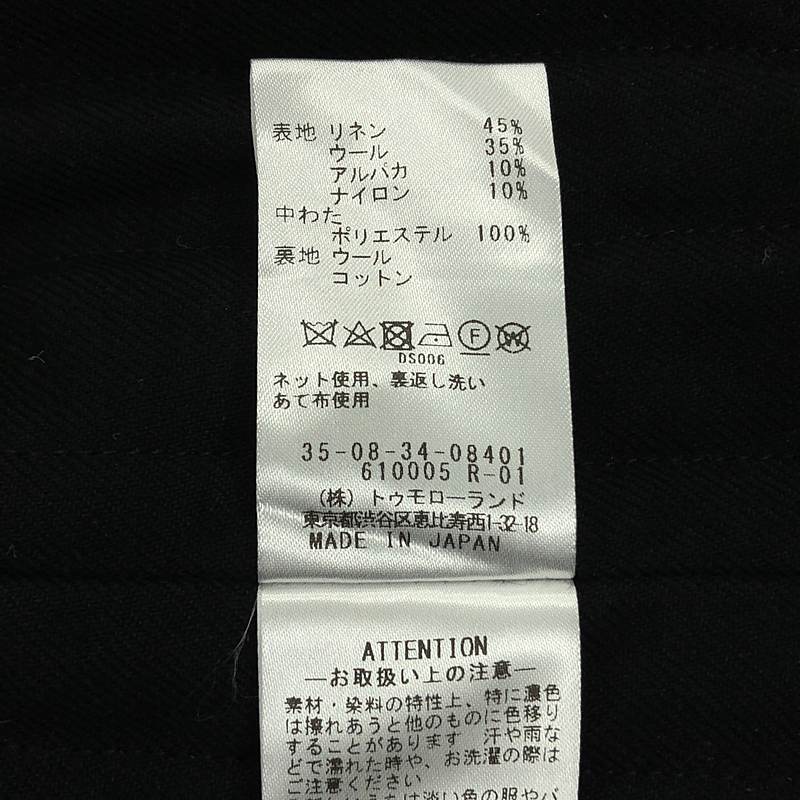 表地 リネン 45%
ウール 35%
アルパカ 10%
ナイロン 10%
中わた
ポリエステル 100%
裏地 ウール
コットン
F
W
DS006
ネット使用、裏返し洗い
あて布使用
35-08-34-08401
610005 R-01
(株) トゥモローランド
東京都渋谷区恵比寿西1-32-18
MADE IN JAPAN
ATTENTION
—お取扱い上の注意—
素材・染料の特性上、特に濃色
は擦れあうと他のものに色移り
することがあります 汗や雨な
どで濡れた時や、お洗濯の際は
ご注意ください
は淡い色の服やバ